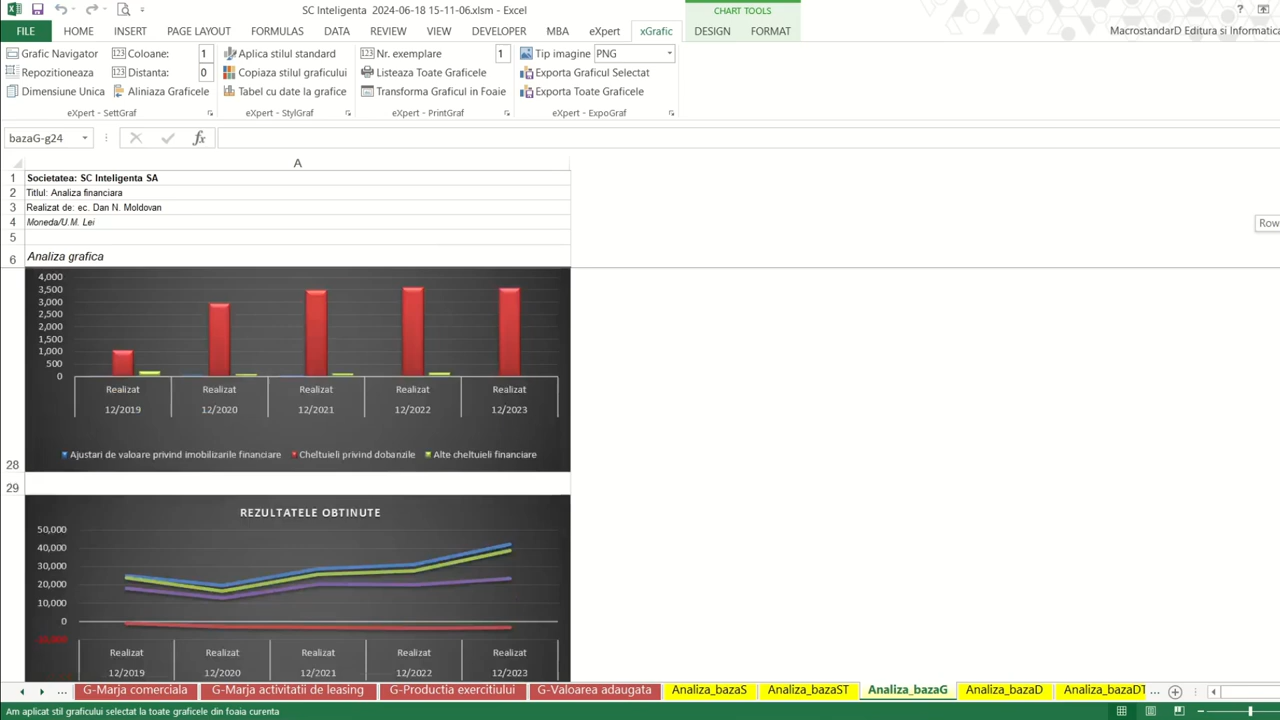 SC Inteligenta 2024-06-18 15-11-06.xlsm - Excel
CHART TOOLS
?
FILE HOME INSERT PAGE LAYOUT FORMULAS DATA REVIEW VIEW DEVELOPER MBA eXpert xGrafic DESIGN FORMAT MacrostandarD Editura si Informatica
Grafic Navigator 123 Coloane: 1 Aplica stilul standard 123 Nr. exemplare 1 Tip imagine PNG
Repozitioneaza 123 Distanta: 0 Copiaza stilul graficului Listeaza Toate Graficele Exporta Graficul Selectat
Dimensiune Unica Aliniaza Graficele Tabel cu date la grafice Transforma Graficul in Foaie Exporta Toate Graficele
eXpert - SettGraf eXpert - StylGraf eXpert - PrintGraf eXpert - ExpoGraf
bazaG-g24 fx
A
1 Societatea: SC Inteligenta SA
2 Titlul: Analiza financiara
3 Realizat de: ec. Dan N. Moldovan
4 Moneda/U.M. Lei
Row
5
6 Analiza grafica
4,000
3,500
3,000
2,500
2,000
1,500
1,000
500
0
Realizat Realizat Realizat Realizat Realizat
12/2019 12/2020 12/2021 12/2022 12/2023
Ajustari de valoare privind imobilizarile financiare Cheltuieli privind dobanzile Alte cheltuieli financiare
28
29
REZULTATELE OBTINUTE
50,000
40,000
30,000
20,000
10,000
0
-10,000
Realizat Realizat Realizat Realizat Realizat
12/2019 12/2020 12/2021 12/2022 12/2023
... G-Marja comerciala G-Marja activitatii de leasing G-Productia exercitiului G-Valoarea adaugata Analiza_bazaS Analiza_bazaST Analiza_bazaG Analiza_bazaD Analiza_bazaDT ...
Am aplicat stil graficului selectat la toate graficele din foaia curenta